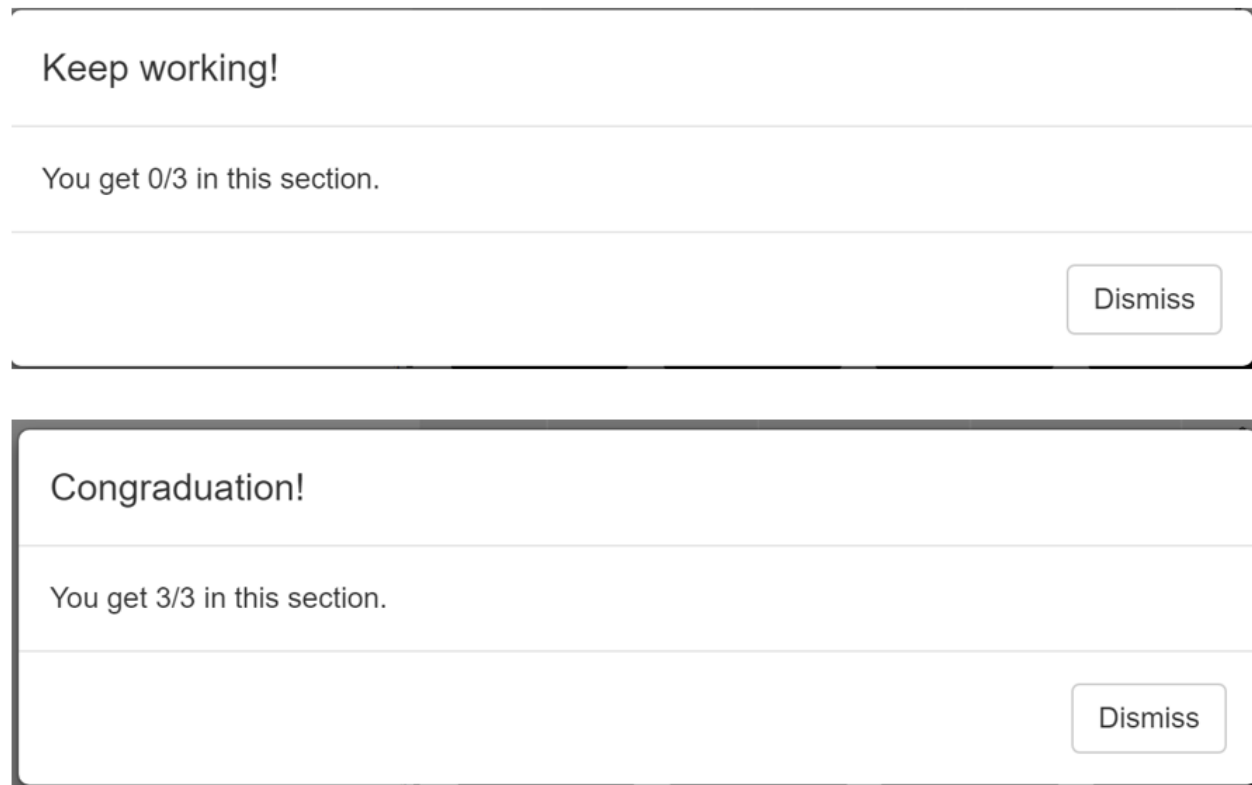 Keep working!
You get 0/3 in this section.
Dismiss
Congraduation!
You get 3/3 in this section.
Dismiss